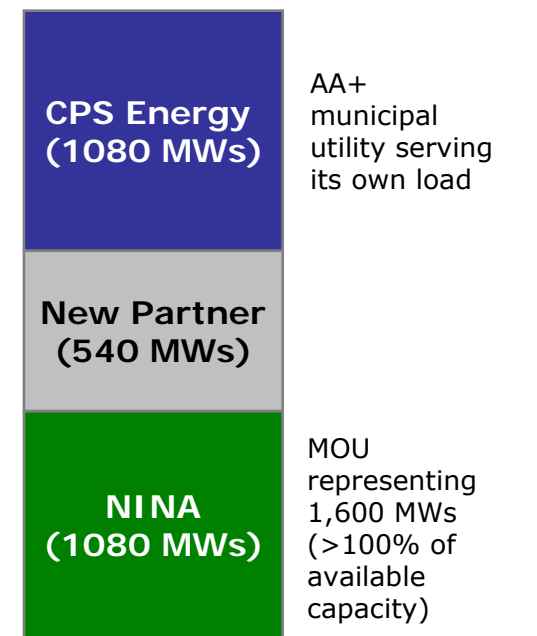 CPS Energy
(1080 MWs)
AA+
municipal
utility serving
its own load
New Partner
(540 MWs)
NINA
(1080 MWs)
MOU
representing
1,600 MWs
(>100% of
available
capacity)